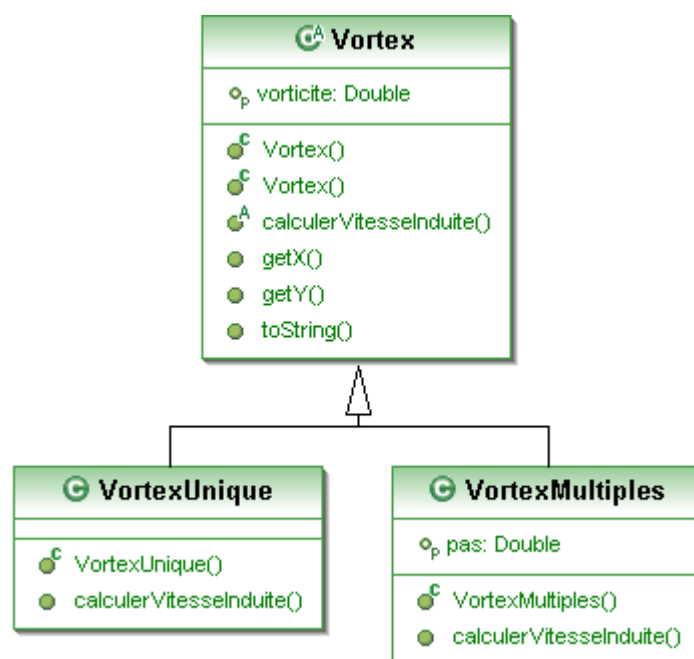 Vortex
vorticite: Double
Vortex()
Vortex()
calculerVitesseInduite()
getX()
getY()
toString()
VortexUnique
VortexUnique()
calculerVitesseInduite()
VortexMultiples
pas: Double
VortexMultiples()
calculerVitesseInduite()